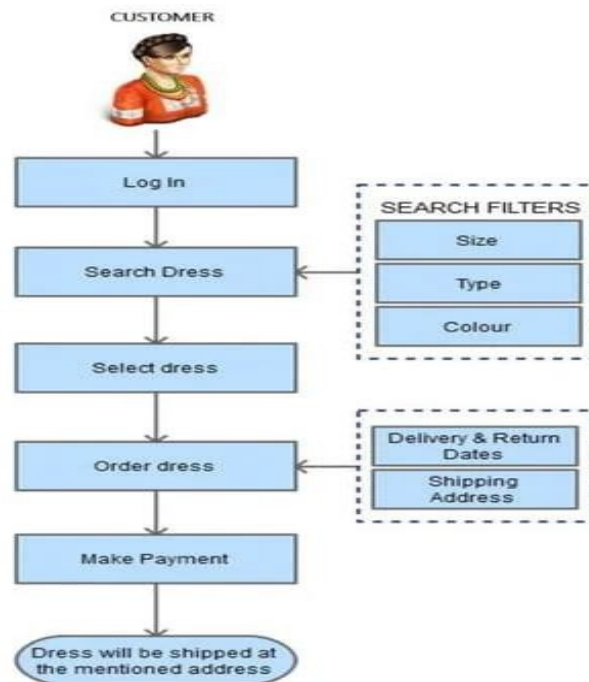 CUSTOMER
Log In
SEARCH FILTERS
Size
Type
Colour
Search Dress
Select dress
Delivery & Return
Dates
Shipping
Address
Order dress
Make Payment
Dress will be shipped at
the mentioned address